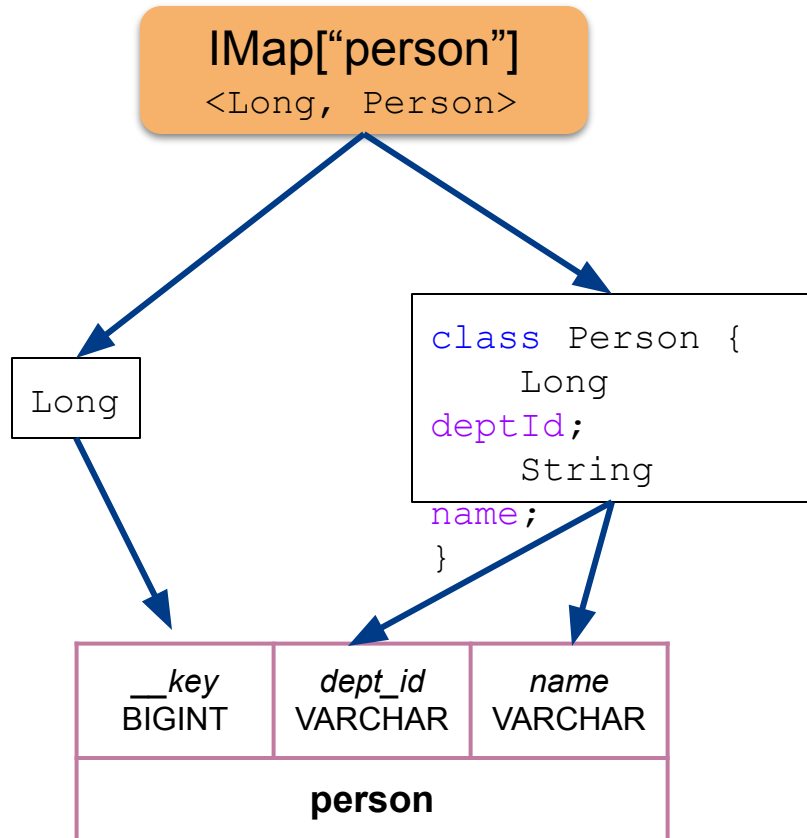 IMap[“person”]
<Long, Person>
Long
class Person {
    Long
deptId;
    String
name;
}
__key
BIGINT
dept_id
VARCHAR
name
VARCHAR
person